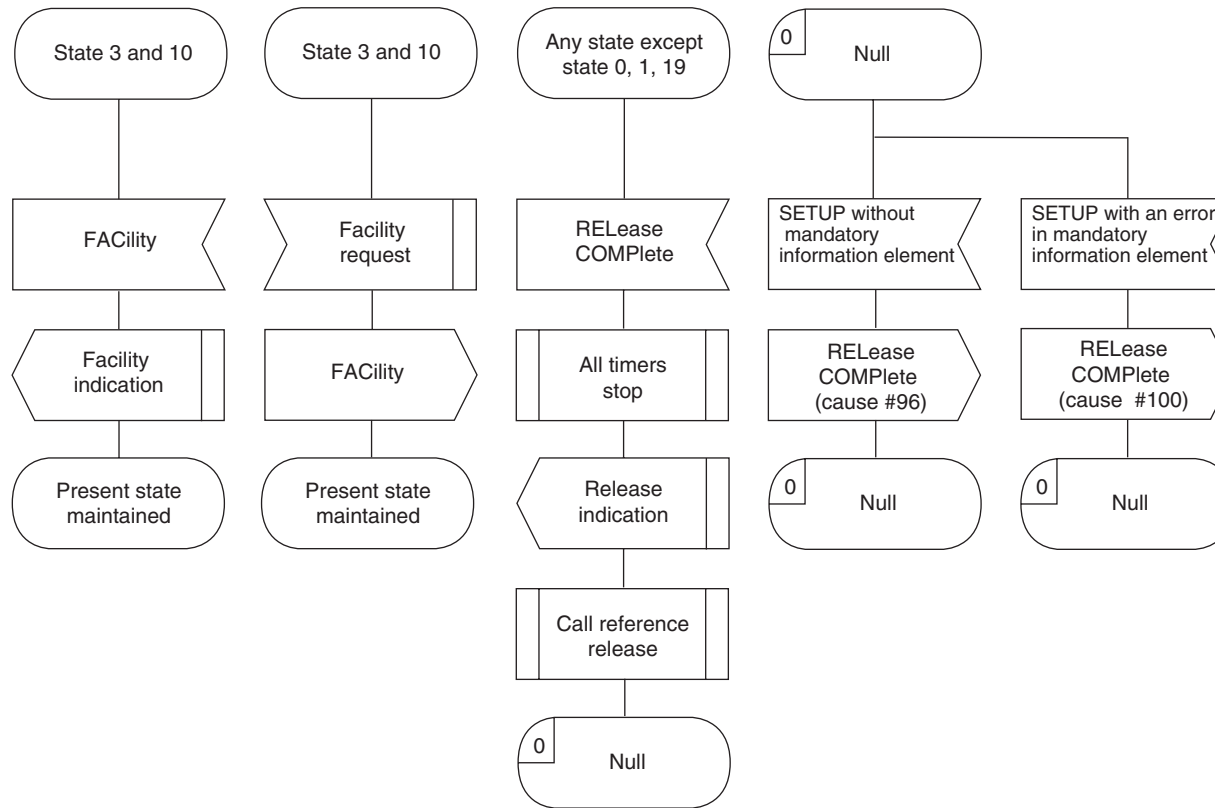 State 3 and 10
FACility
Facility
indication
Present state
maintained
State 3 and 10
Facility
request
FACility
Present state
maintained
Any state except
state 0, 1, 19
RELease
COMPlete
All timers
stop
Release
indication
Call reference
release
0
Null
0
Null
SETUP without
mandatory
information element
RELease
COMPlete
(cause #96)
0
Null
SETUP with an error
in mandatory
information element
RELease
COMPlete
(cause #100)
0
Null